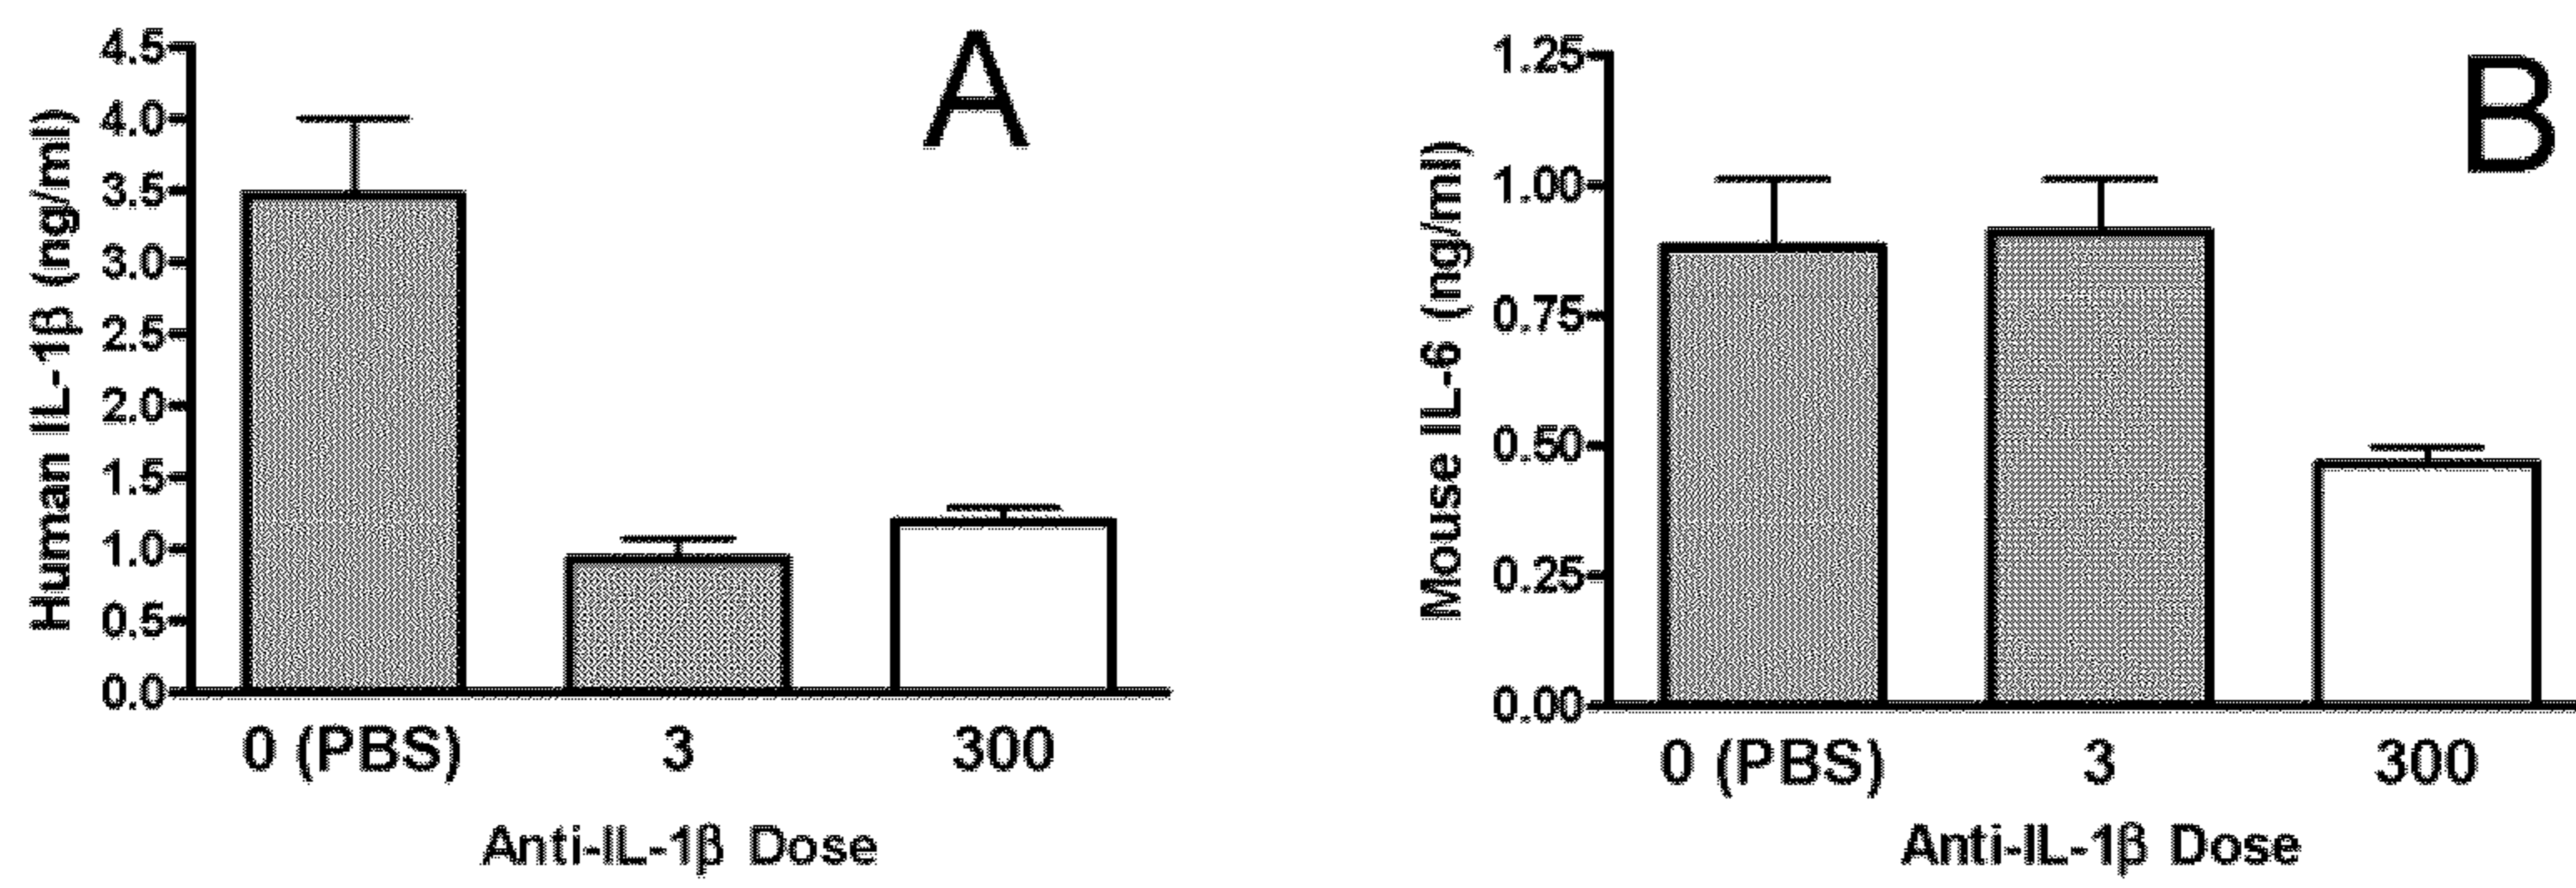 A
Human IL-1β (ng/ml)
4.5
4.0
3.5
3.0
2.5
2.0
1.5
1.0
0.5
0.0
0 (PBS)
3
300
Anti-IL-1β Dose
B
Mouse IL-6 (ng/ml)
1.25
1.00
0.75
0.50
0.25
0.00
0 (PBS)
3
300
Anti-IL-1β Dose